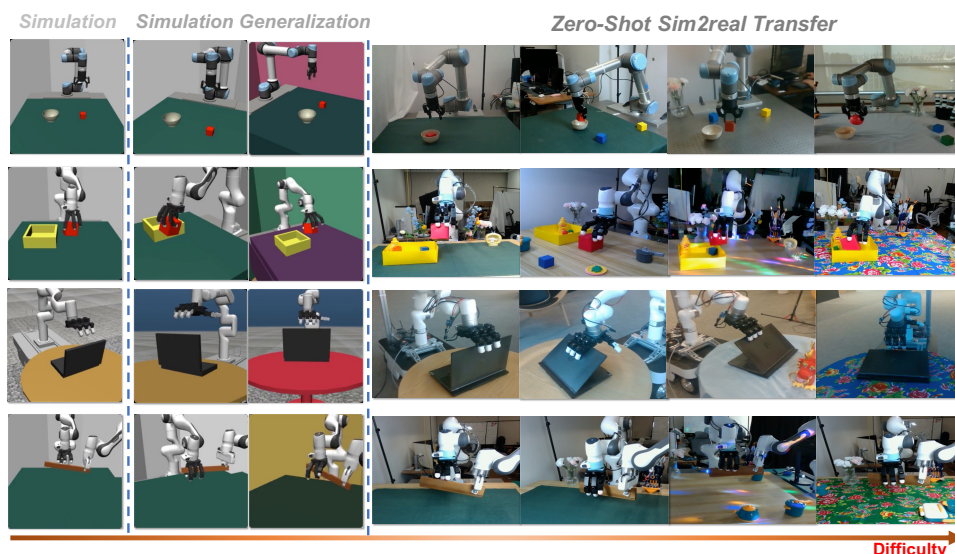 Simulation
Simulation Generalization
Zero-Shot Sim2real Transfer
Difficulty